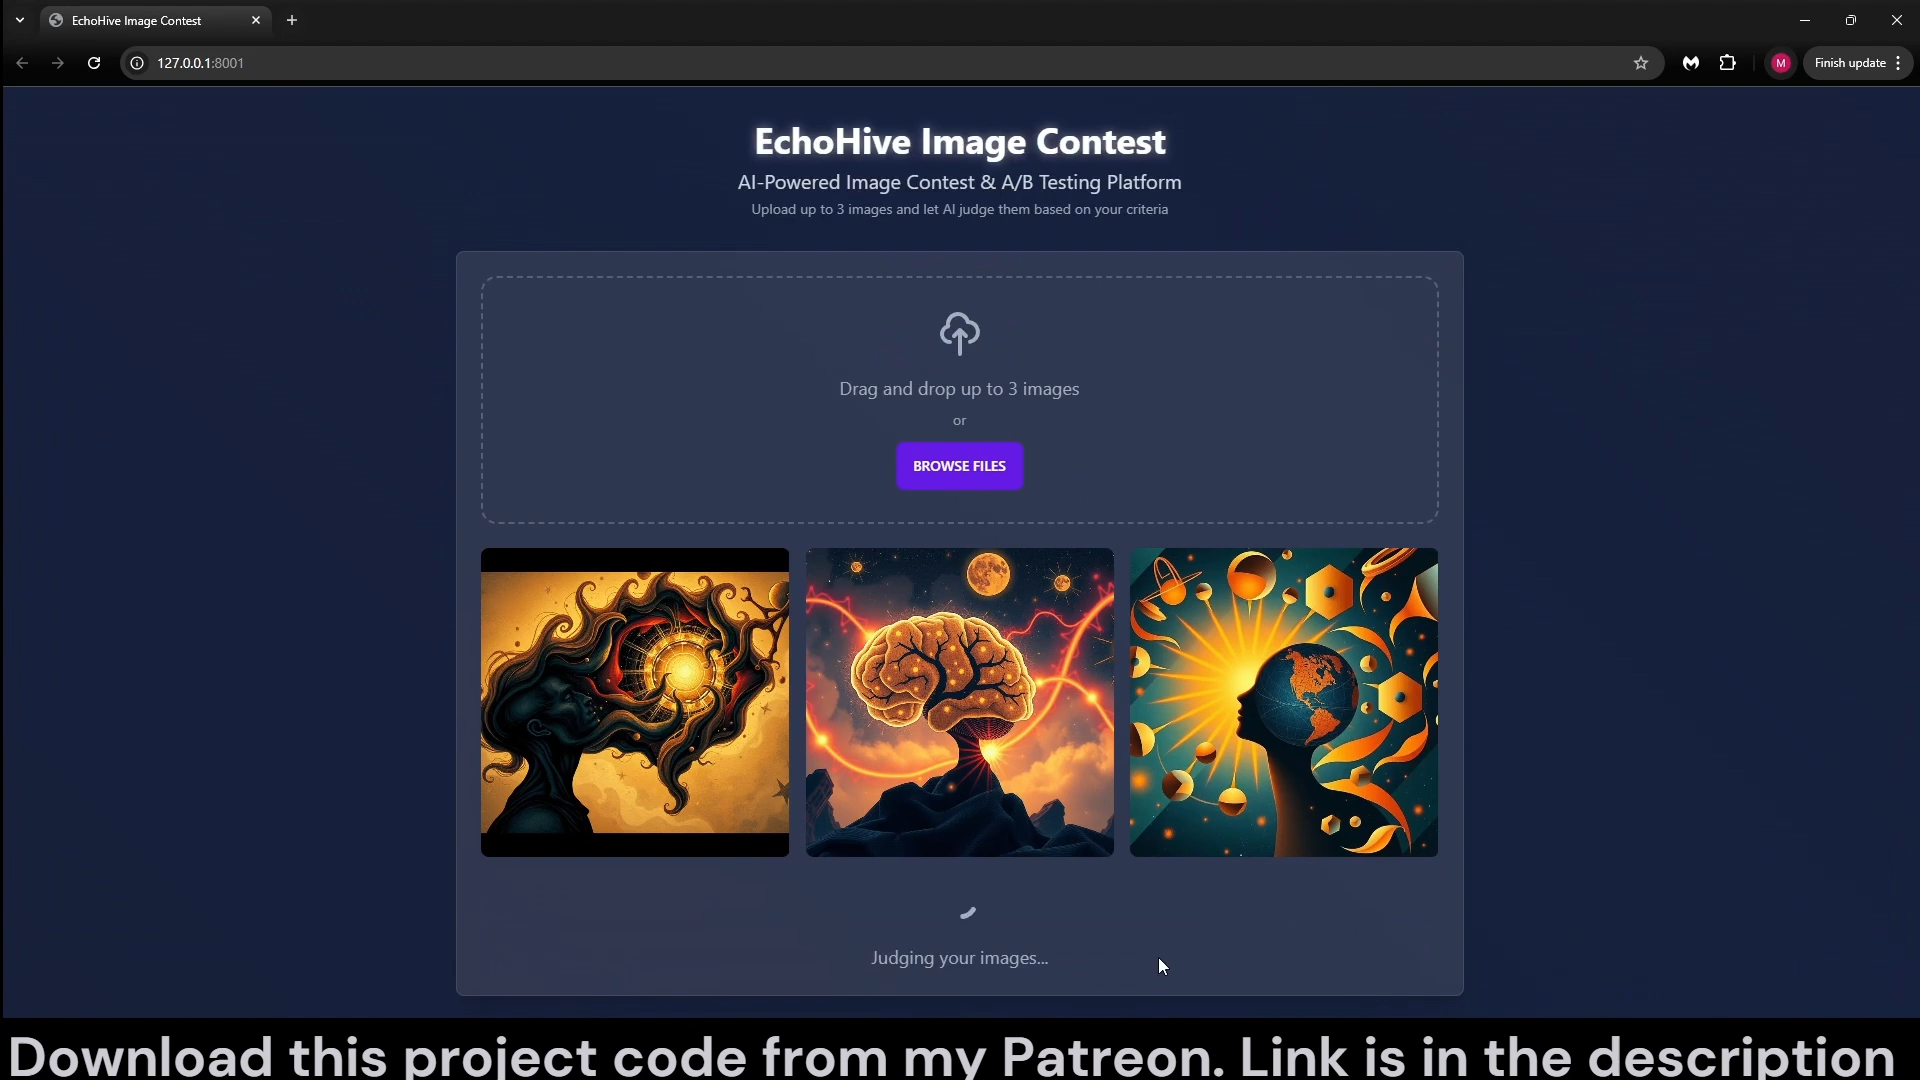 EchoHive Image Contest
127.0.0.1:8001
M
Finish update
EchoHive Image Contest
AI-Powered Image Contest & A/B Testing Platform
Upload up to 3 images and let AI judge them based on your criteria
Drag and drop up to 3 images
or
BROWSE FILES
Judging your images...
Download this project code from my Patreon. Link is in the description